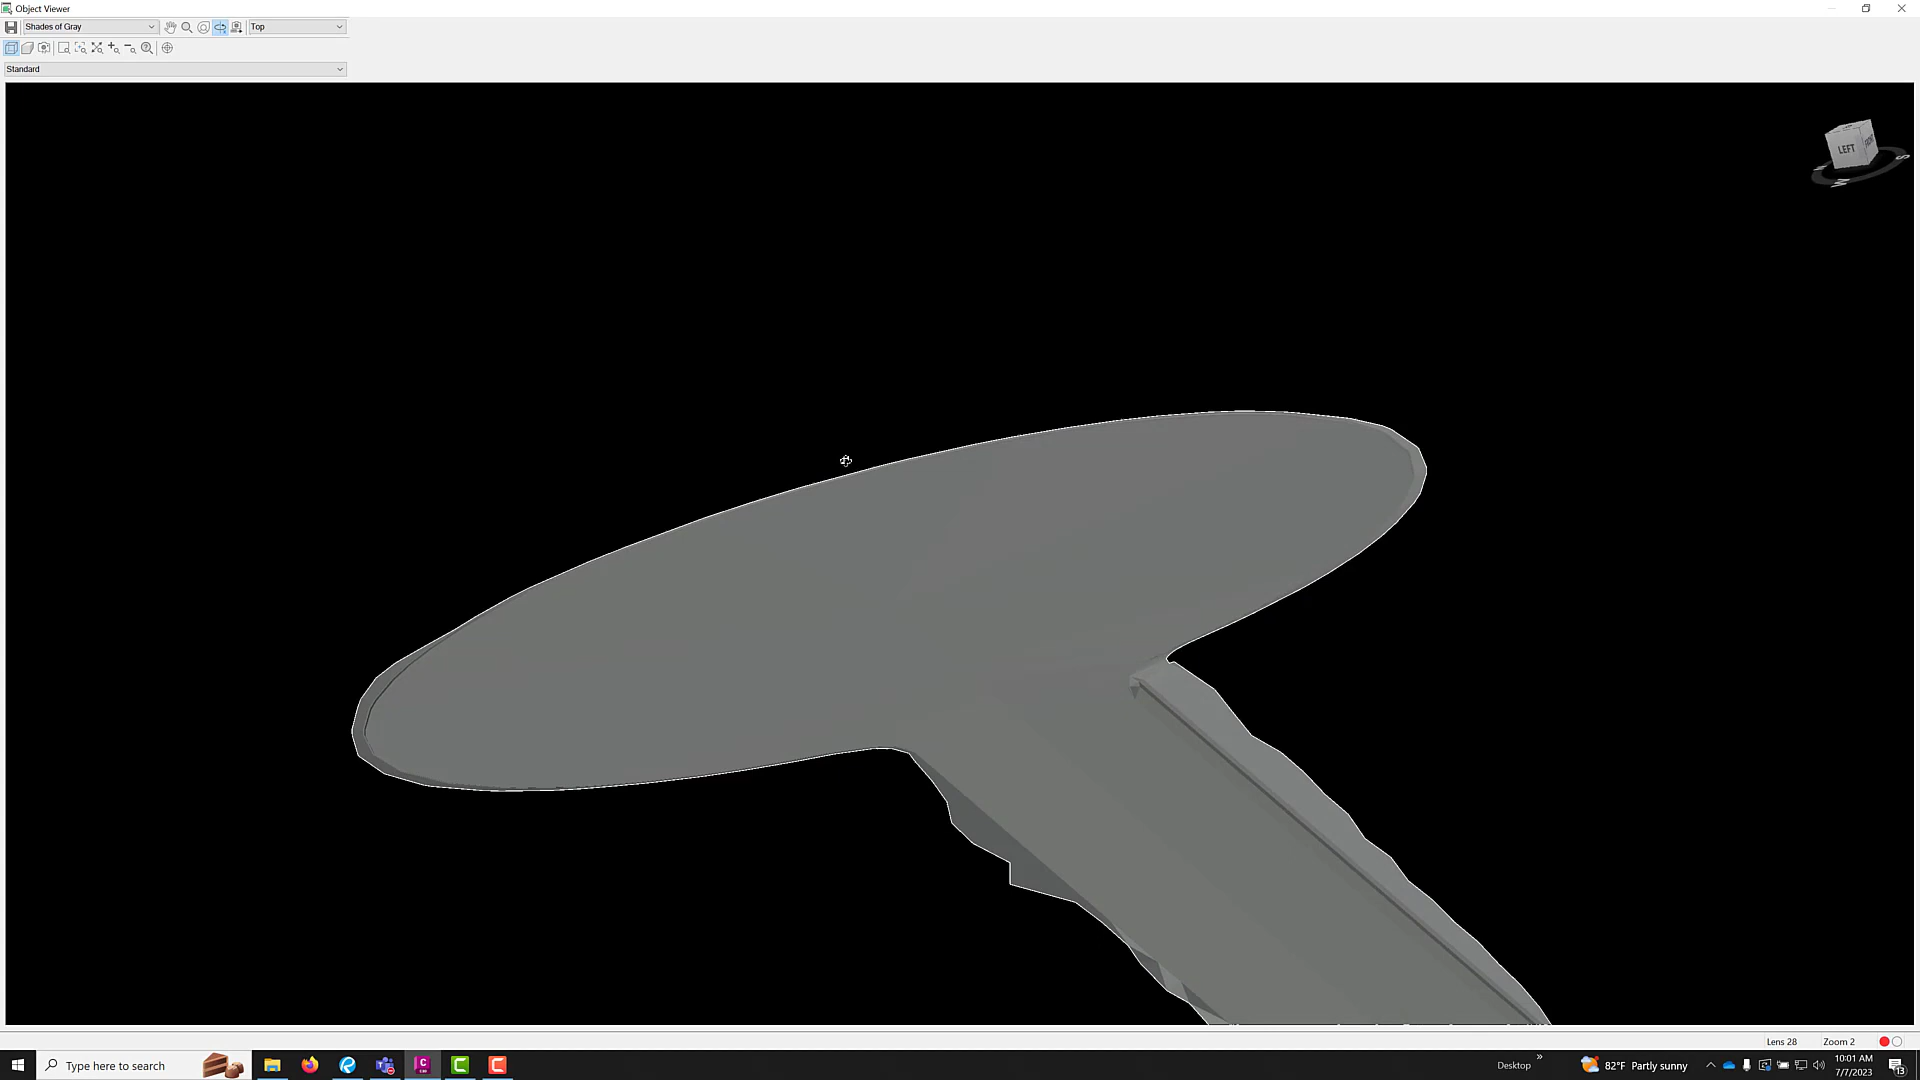 Object Viewer
Shades of Gray
Top
Standard
LEFT
Lens 28
Zoom 2
Type here to search
Desktop
82°F Partly sunny
10:01 AM
7/7/2023
13